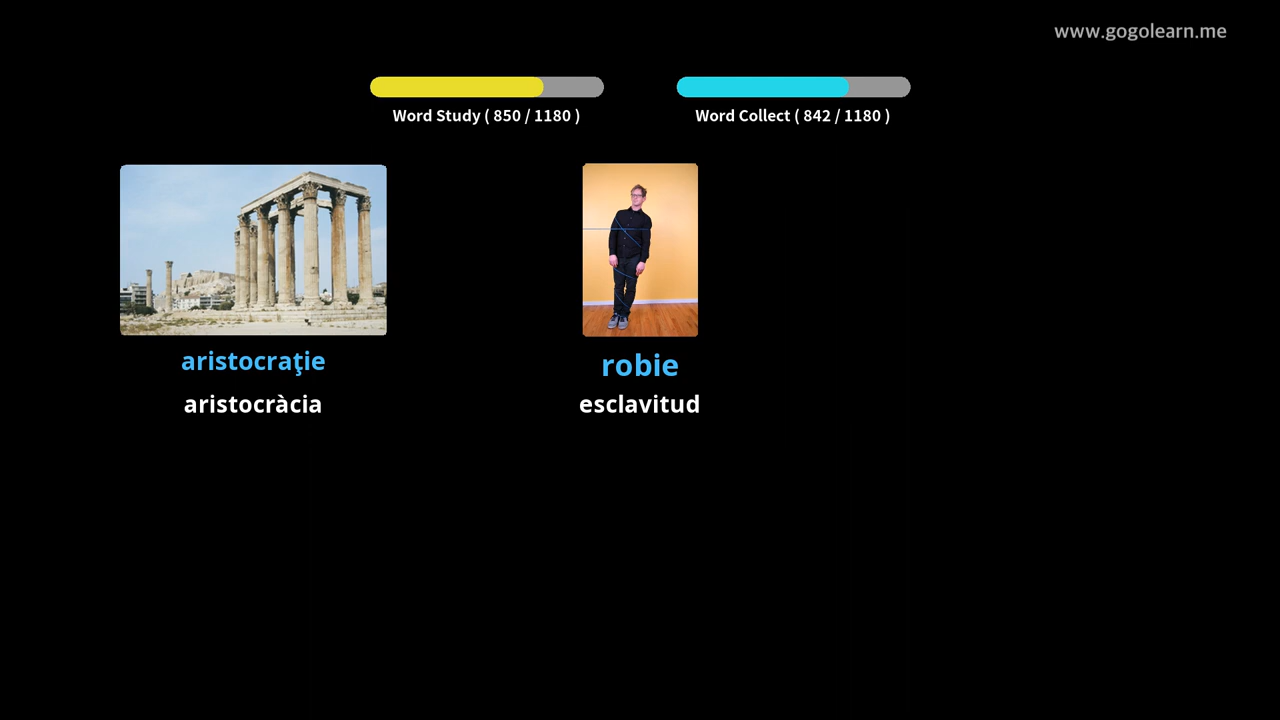 www.gogolearn.me
Word Study ( 850 / 1180 )
Word Collect ( 842 / 1180 )
aristocraţie
aristocràcia
robie
esclavitud